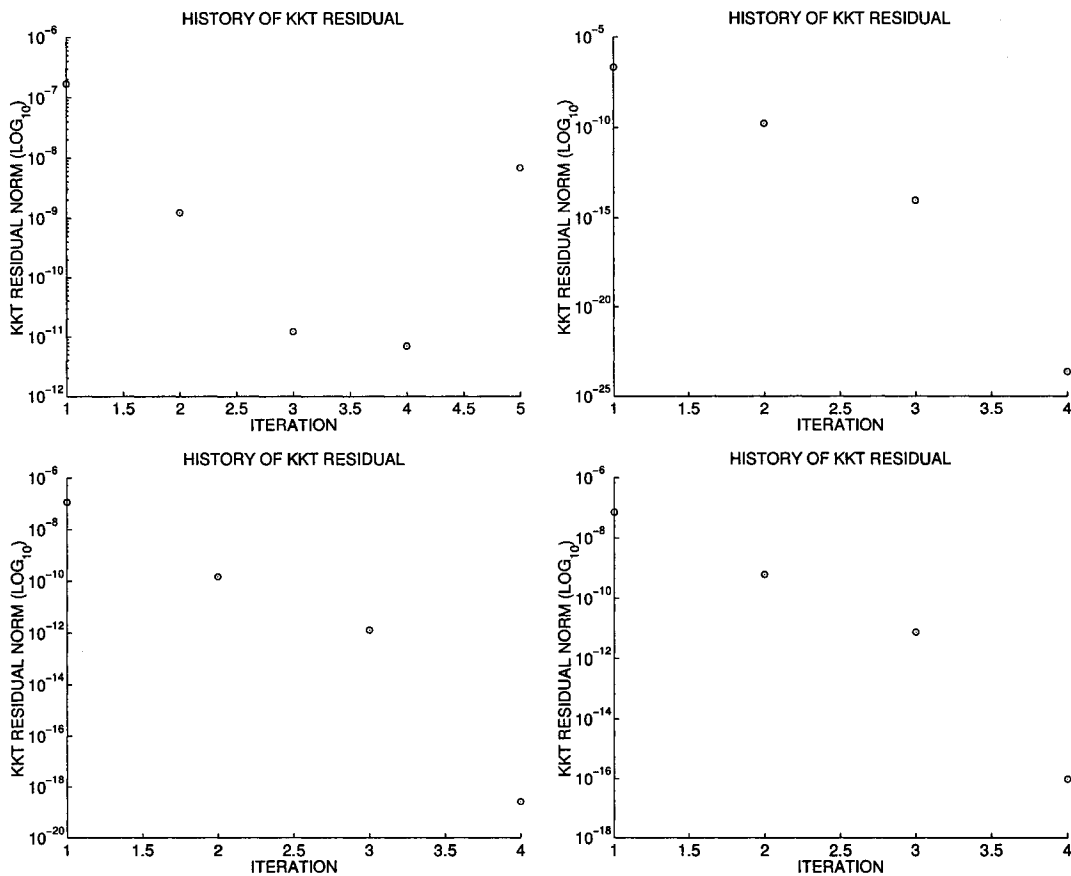 HISTORY OF KKT RESIDUAL
KKT RESIDUAL NORM (LOG₁₀)
10⁻⁶
10⁻⁷
10⁻⁸
10⁻⁹
10⁻¹⁰
10⁻¹¹
10⁻¹²
1 1.5 2 2.5 3 3.5 4 4.5 5
ITERATION
HISTORY OF KKT RESIDUAL
KKT RESIDUAL NORM (LOG₁₀)
10⁻⁵
10⁻¹⁰
10⁻¹⁵
10⁻²⁰
10⁻²⁵
1 1.5 2 2.5 3 3.5 4
ITERATION
HISTORY OF KKT RESIDUAL
KKT RESIDUAL NORM (LOG₁₀)
10⁻⁶
10⁻⁸
10⁻¹⁰
10⁻¹²
10⁻¹⁴
10⁻¹⁶
10⁻¹⁸
10⁻²⁰
1 1.5 2 2.5 3 3.5 4
ITERATION
HISTORY OF KKT RESIDUAL
KKT RESIDUAL NORM (LOG₁₀)
10⁻⁶
10⁻⁸
10⁻¹⁰
10⁻¹²
10⁻¹⁴
10⁻¹⁶
10⁻¹⁸
1 1.5 2 2.5 3 3.5 4
ITERATION